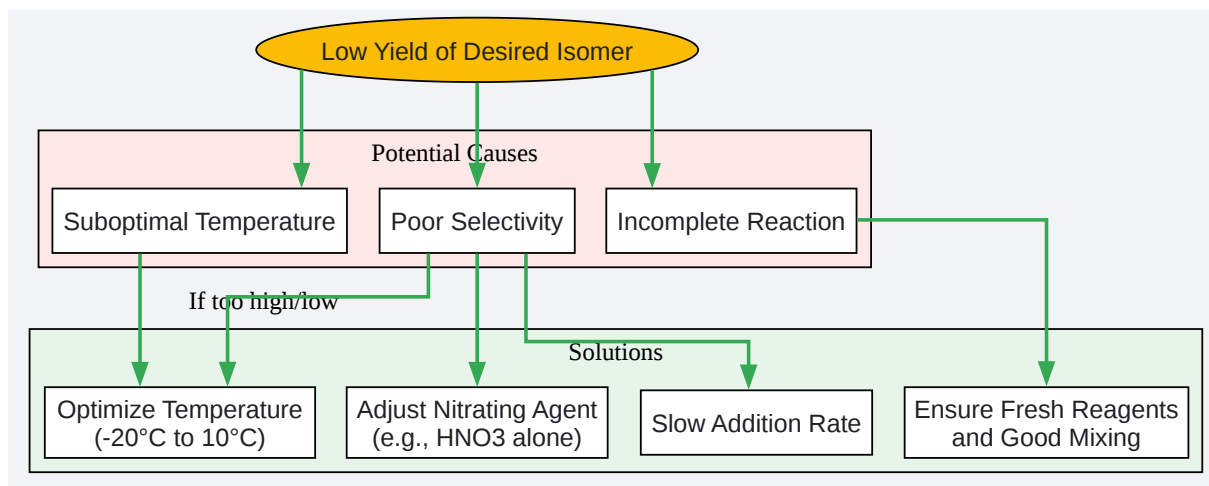 Low Yield of Desired Isomer
Potential Causes
Suboptimal Temperature
Poor Selectivity
Incomplete Reaction
If too high/low
Solutions
Optimize Temperature
(-20°C to 10°C)
Adjust Nitrating Agent
(e.g., HNO3 alone)
Slow Addition Rate
Ensure Fresh Reagents
and Good Mixing